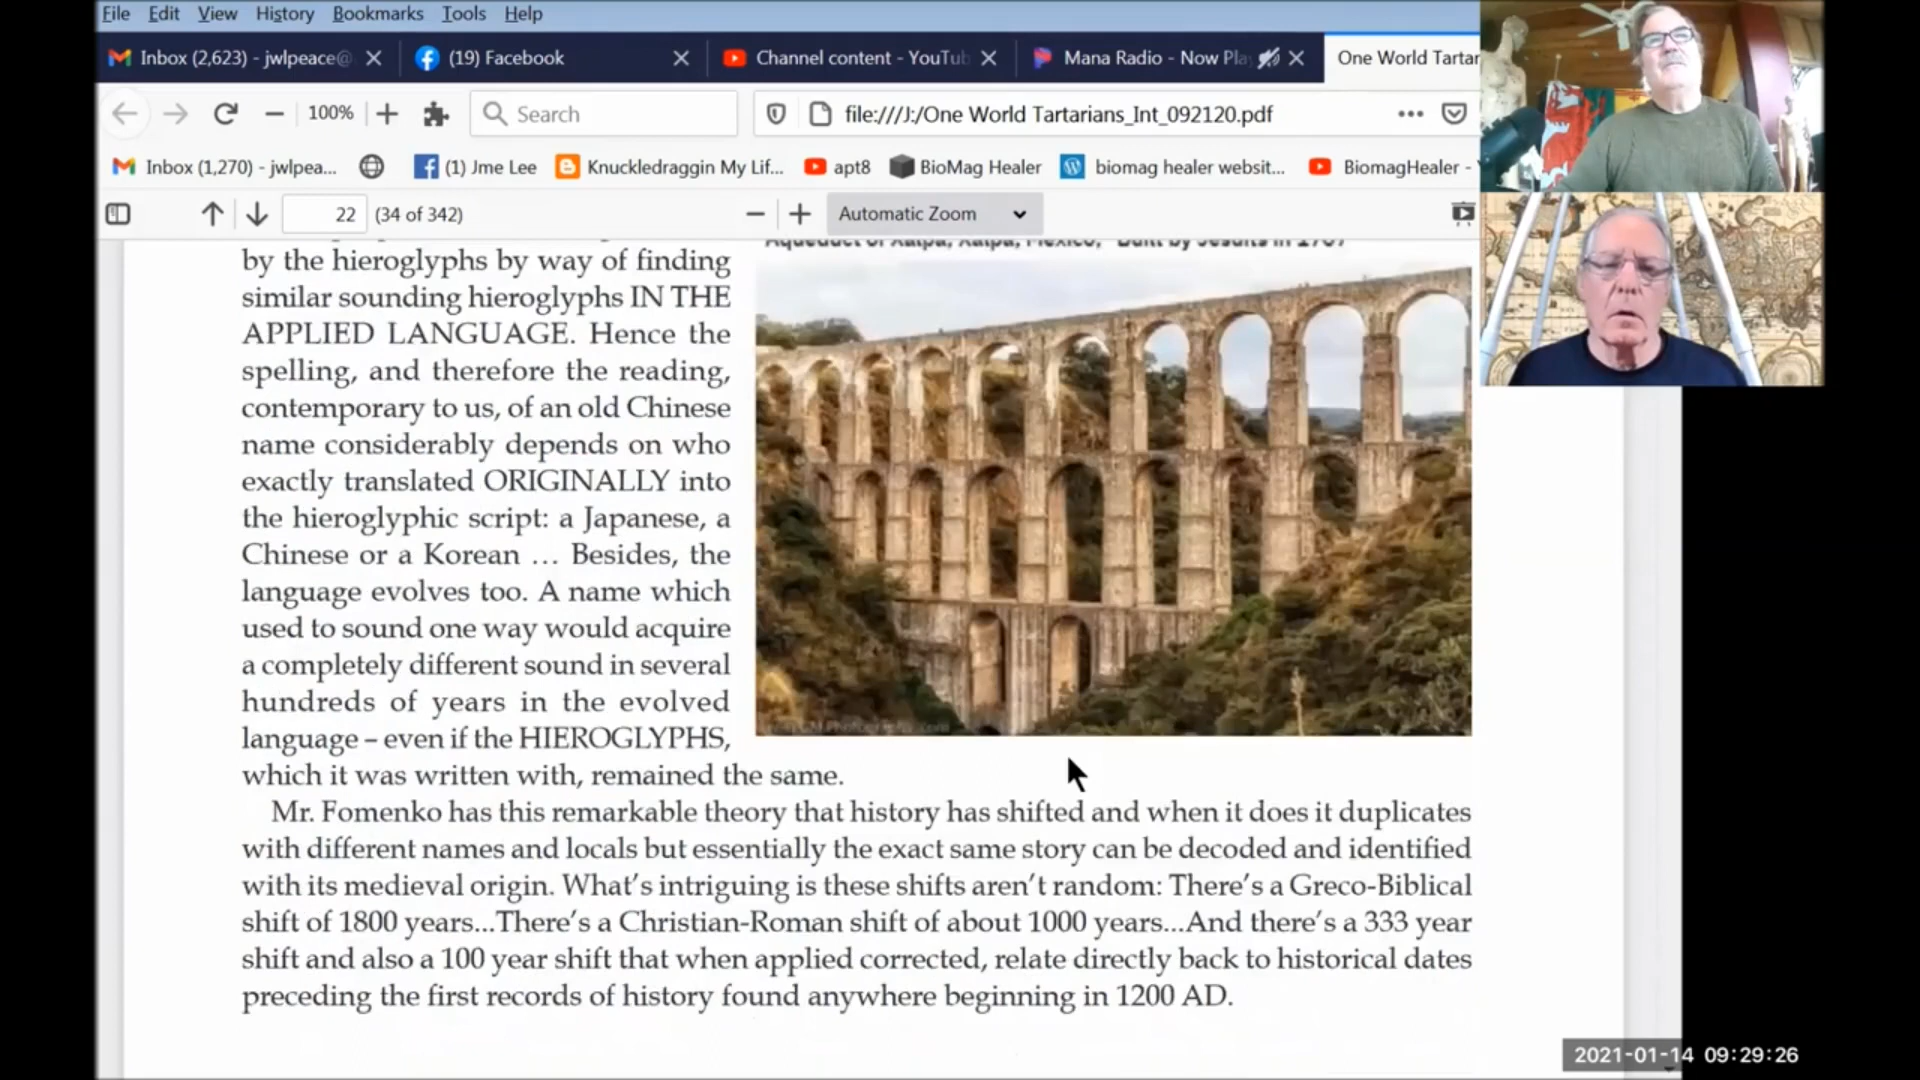 File Edit View History Bookmarks Tools Help
Inbox (2,623) - jwlpeace@
(19) Facebook
Channel content - YouTub
Mana Radio - Now Pla
One World Tartar
100%
Search
file:///J:/One World Tartarians_Int_092120.pdf
Inbox (1,270) - jwlpea...
(1) Jme Lee
Knuckledraggin My Lif...
apt8
BioMag Healer
biomag healer websit...
BiomagHealer -
22 (34 of 342)
Automatic Zoom
Aqueduct of Xalpa, Xalpa, Mexico, "Built by Jesuits in 1767"
by the hieroglyphs by way of finding
similar sounding hieroglyphs IN THE
APPLIED LANGUAGE. Hence the
spelling, and therefore the reading,
contemporary to us, of an old Chinese
name considerably depends on who
exactly translated ORIGINALLY into
the hieroglyphic script: a Japanese, a
Chinese or a Korean … Besides, the
language evolves too. A name which
used to sound one way would acquire
a completely different sound in several
hundreds of years in the evolved
language – even if the HIEROGLYPHS,
which it was written with, remained the same.
Mr. Fomenko has this remarkable theory that history has shifted and when it does it duplicates
with different names and locals but essentially the exact same story can be decoded and identified
with its medieval origin. What's intriguing is these shifts aren't random: There's a Greco-Biblical
shift of 1800 years...There's a Christian-Roman shift of about 1000 years...And there's a 333 year
shift and also a 100 year shift that when applied corrected, relate directly back to historical dates
preceding the first records of history found anywhere beginning in 1200 AD.
2021-01-14 09:29:26